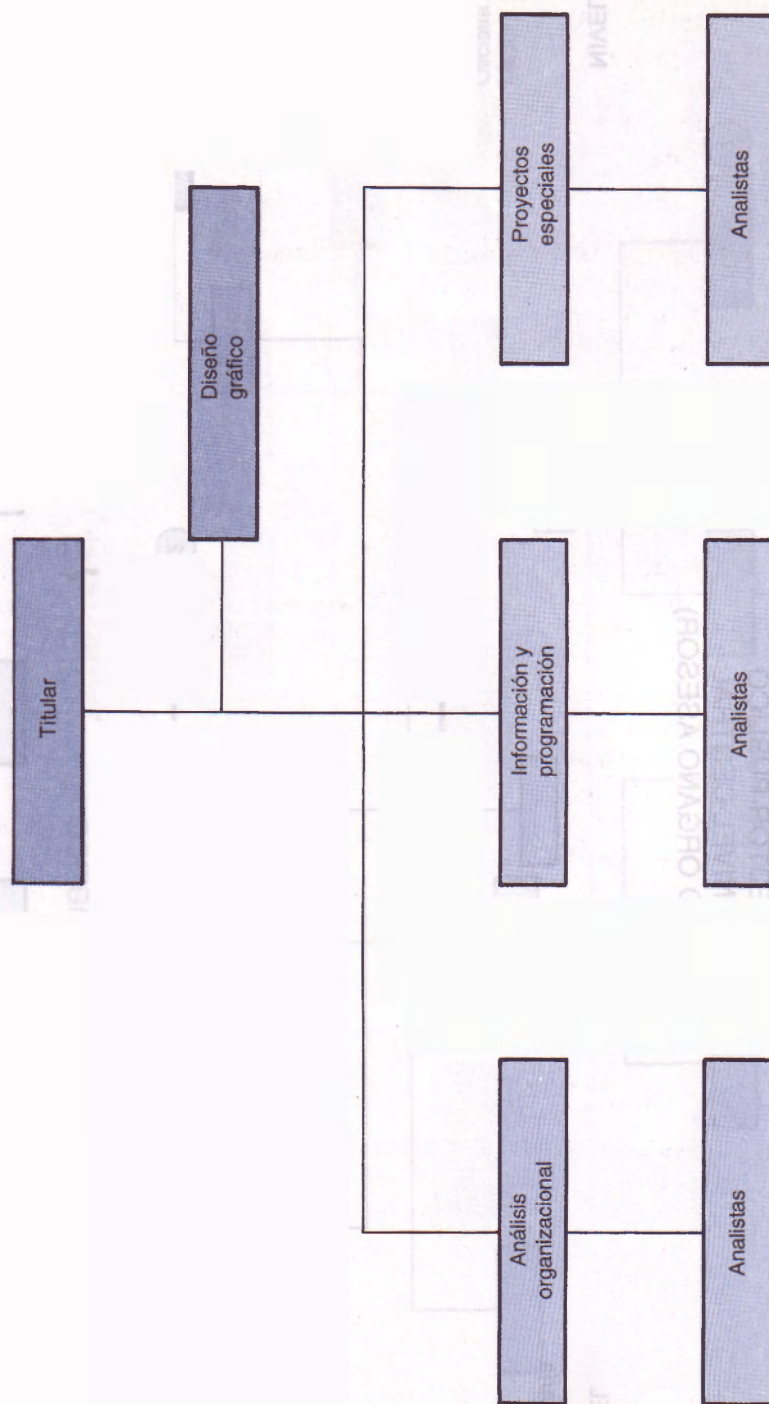 Titular
Diseño
gráfico
Análisis
organizacional
Información y
programación
Proyectos
especiales
Analistas
Analistas
Analistas